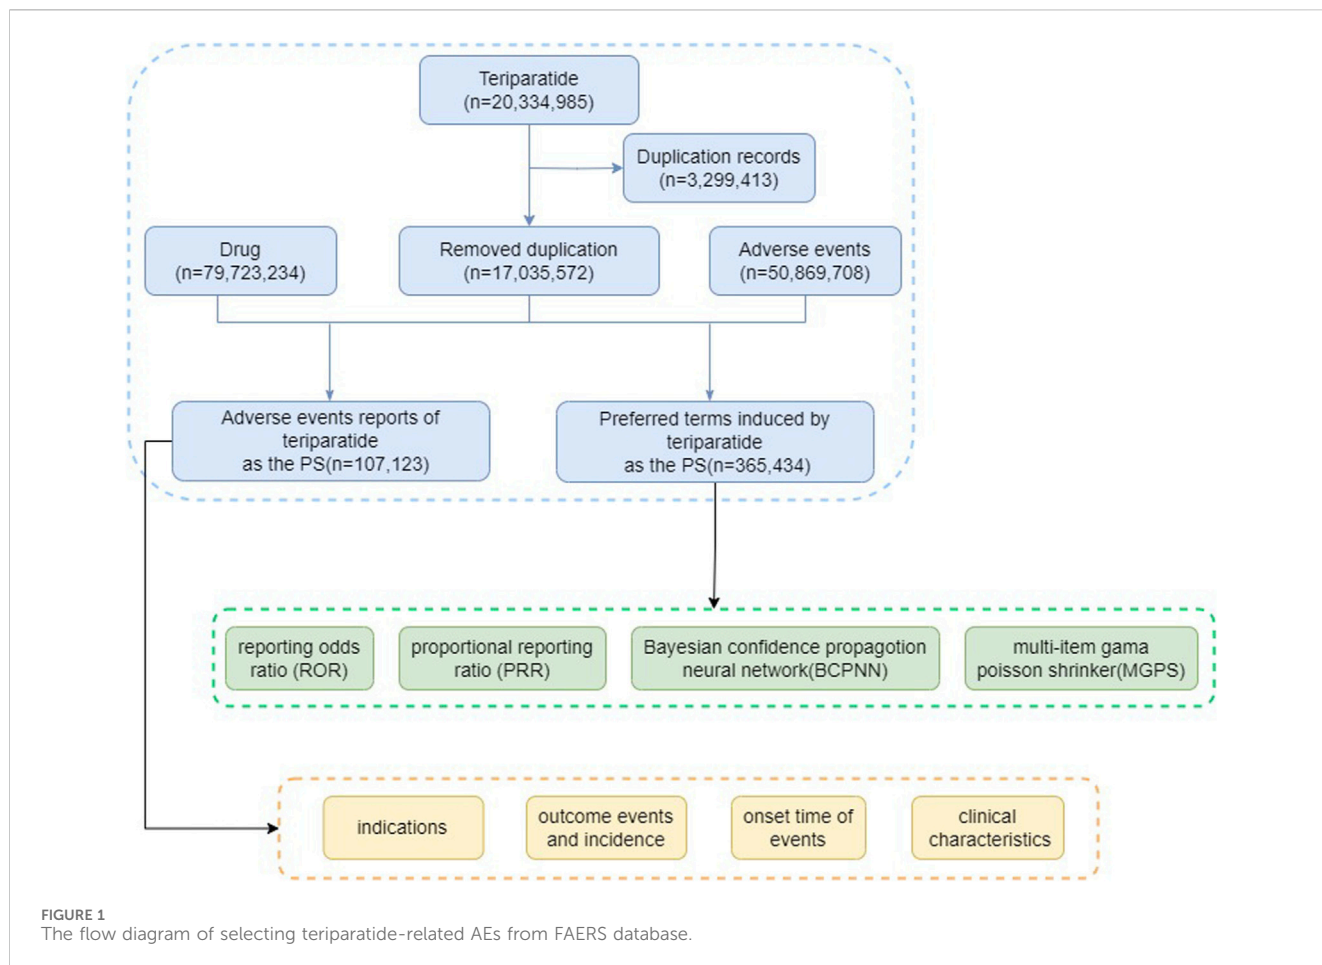 Teriparatide
(n=20,334,985)
Duplication records
(n=3,299,413)
Drug
(n=79,723,234)
Removed duplication
(n=17,035,572)
Adverse events
(n=50,869,708)
Adverse events reports of
teriparatide
as the PS(n=107,123)
Preferred terms induced by
teriparatide
as the PS(n=365,434)
reporting odds
ratio (ROR)
proportional reporting
ratio (PRR)
Bayesian confidence propagotion
neural network(BCPNN)
multi-item gama
poisson shrinker(MGPS)
indications
outcome events
and incidence
onset time of
events
clinical
characteristics
FIGURE 1
The flow diagram of selecting teriparatide-related AEs from FAERS database.